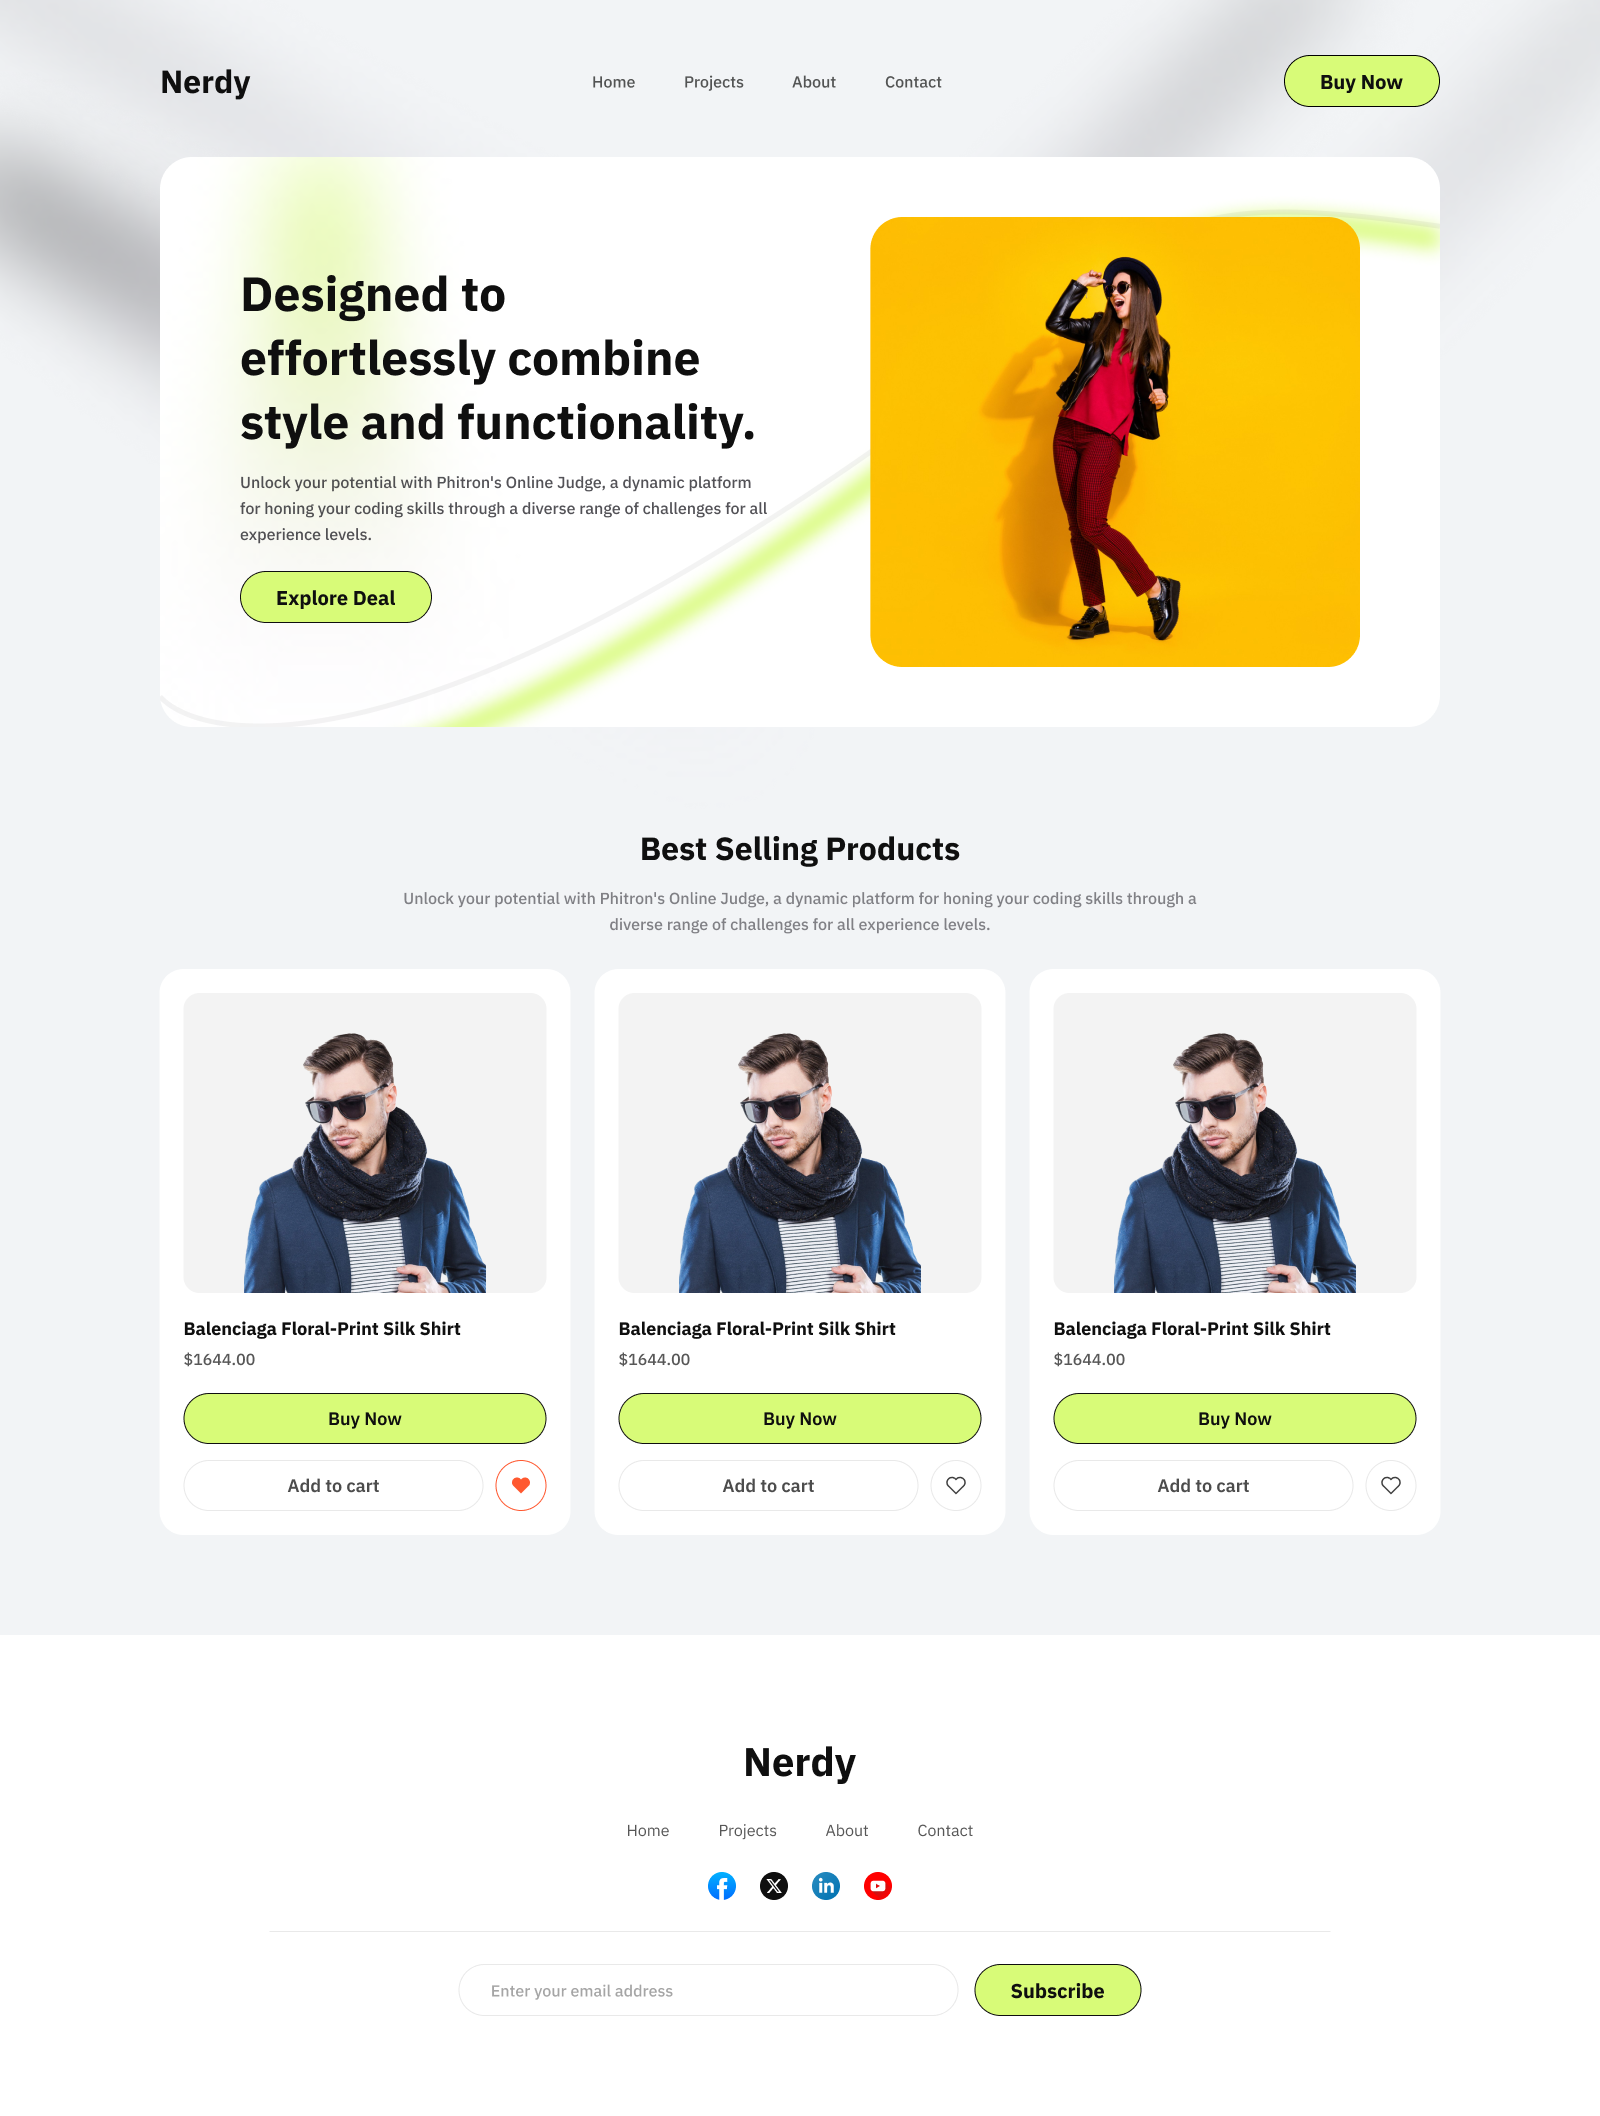 Nerdy
Home Projects About Contact
Buy Now
Designed to
effortlessly combine
style and functionality.
Unlock your potential with Phitron's Online Judge, a dynamic platform
for honing your coding skills through a diverse range of challenges for all
experience levels.
Explore Deal
Best Selling Products
Unlock your potential with Phitron's Online Judge, a dynamic platform for honing your coding skills through a
diverse range of challenges for all experience levels.
Balenciaga Floral-Print Silk Shirt
$1644.00
Buy Now
Add to cart
Balenciaga Floral-Print Silk Shirt
$1644.00
Buy Now
Add to cart
Balenciaga Floral-Print Silk Shirt
$1644.00
Buy Now
Add to cart
Nerdy
Home Projects About Contact
Enter your email address
Subscribe